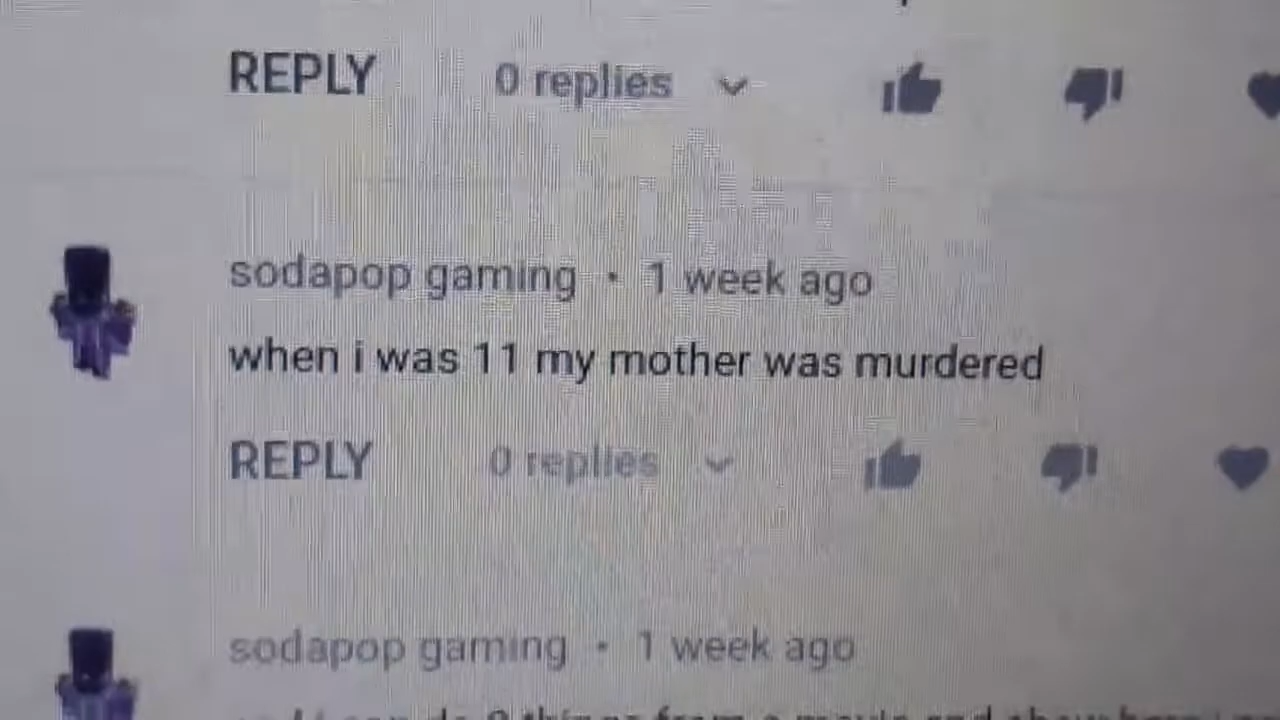 REPLY 0 replies
sodapop gaming • 1 week ago
when i was 11 my mother was murdered
REPLY 0 replies
sodapop gaming • 1 week ago